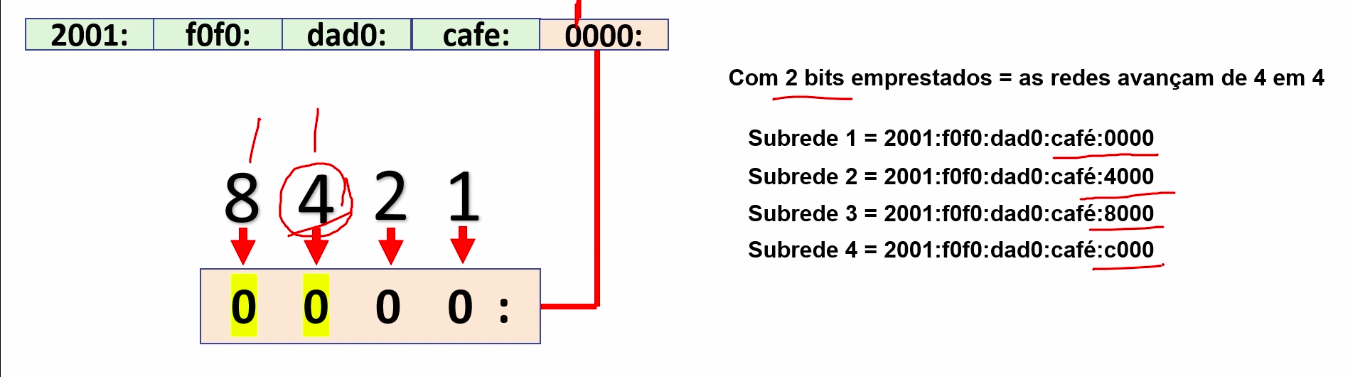 2001: f0f0: dad0: cafe: 0000:
Com 2 bits emprestados = as redes avançam de 4 em 4
Subrede 1 = 2001:f0f0:dad0:café:0000
Subrede 2 = 2001:f0f0:dad0:café:4000
Subrede 3 = 2001:f0f0:dad0:café:8000
Subrede 4 = 2001:f0f0:dad0:café:c000
8 4 2 1
0 0 0 0 :